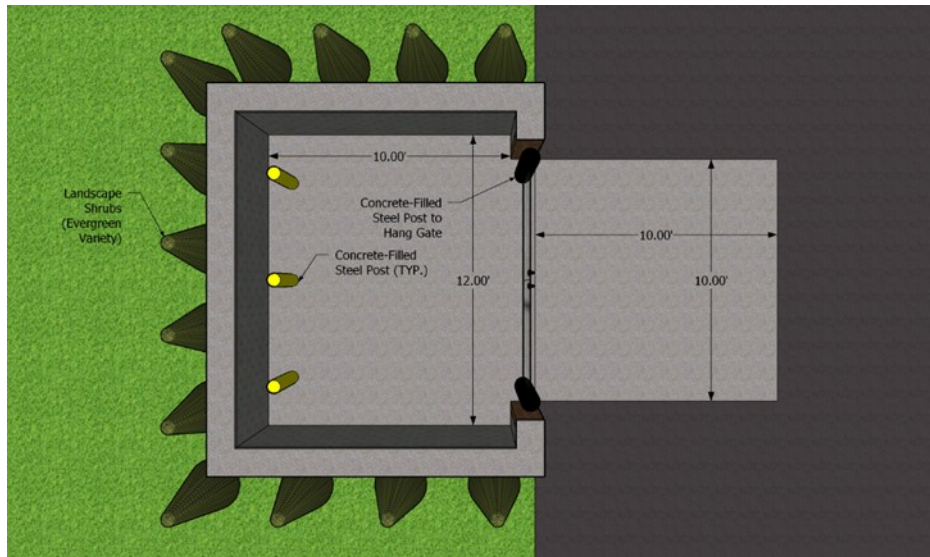 10.00'
Landscape
Shrubs
(Evergreen
Variety)
Concrete-Filled
Steel Post to
Hang Gate
10.00'
Concrete-Filled
Steel Post (TYP.)
12.00'
10.00'